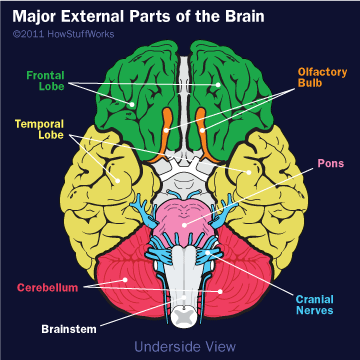 Major External Parts of the Brain
©2011 HowStuffWorks
Frontal
Lobe
Olfactory
Bulb
Temporal
Lobe
Pons
Cerebellum
Cranial
Nerves
Brainstem
Underside View